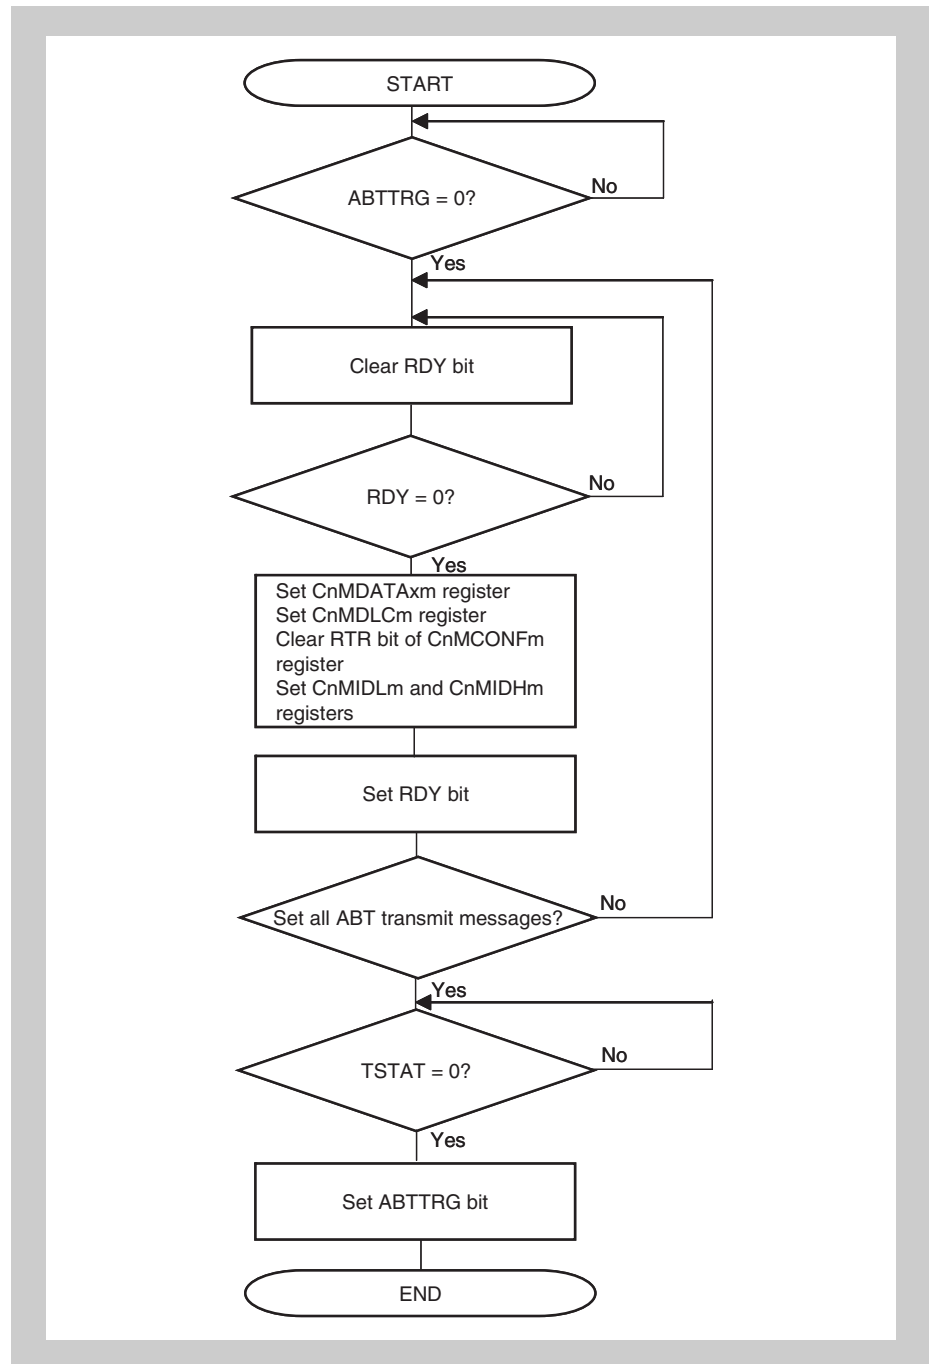 START
ABTTRG = 0?
No
Yes
Clear RDY bit
RDY = 0?
No
Yes
Set CnMDATAxm register
Set CnMDLCm register
Clear RTR bit of CnMCONFm
register
Set CnMIDLm and CnMIDHm
registers
Set RDY bit
Set all ABT transmit messages?
No
Yes
TSTAT = 0?
No
Yes
Set ABTTRG bit
END